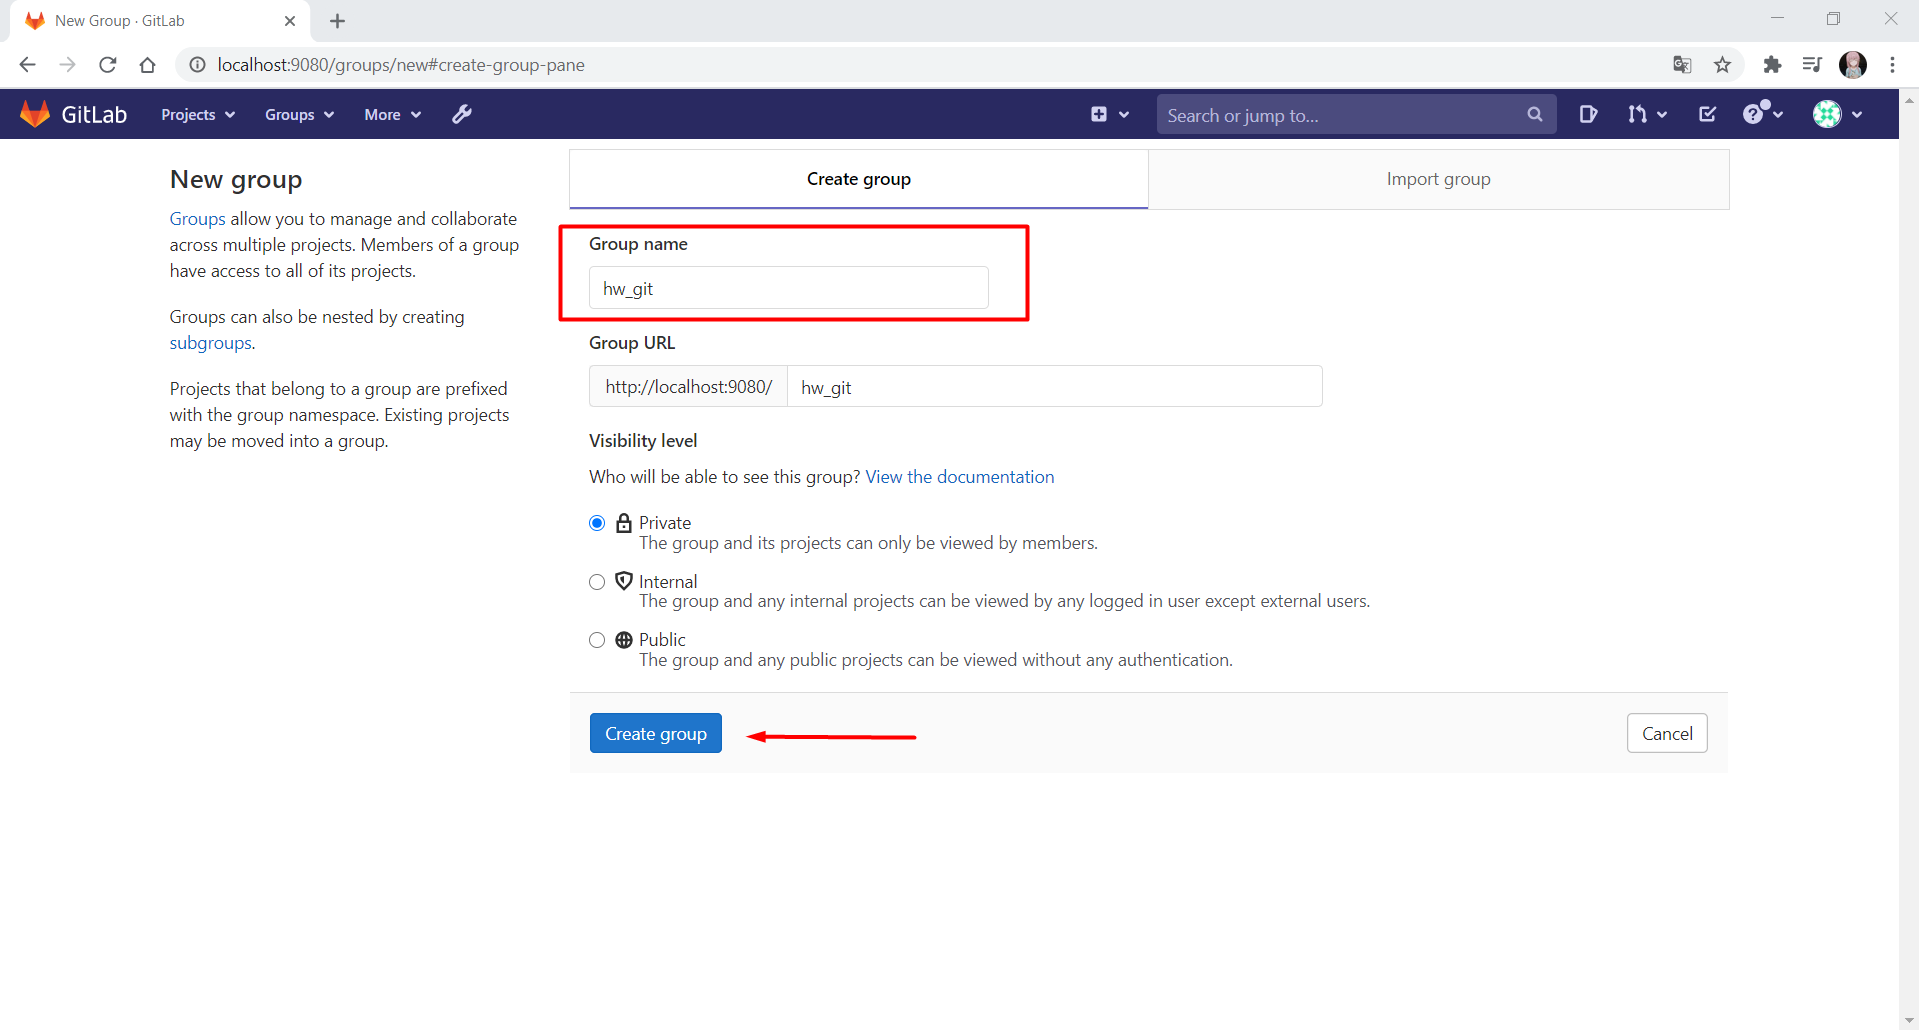 New Group · GitLab
localhost:9080/groups/new#create-group-pane
GitLab Projects Groups More Search or jump to...
New group
Groups allow you to manage and collaborate
across multiple projects. Members of a group
have access to all of its projects.
Groups can also be nested by creating
subgroups.
Projects that belong to a group are prefixed
with the group namespace. Existing projects
may be moved into a group.
Create group
Import group
Group name
hw_git
Group URL
http://localhost:9080/ hw_git
Visibility level
Who will be able to see this group? View the documentation
Private
The group and its projects can only be viewed by members.
Internal
The group and any internal projects can be viewed by any logged in user except external users.
Public
The group and any public projects can be viewed without any authentication.
Create group
Cancel